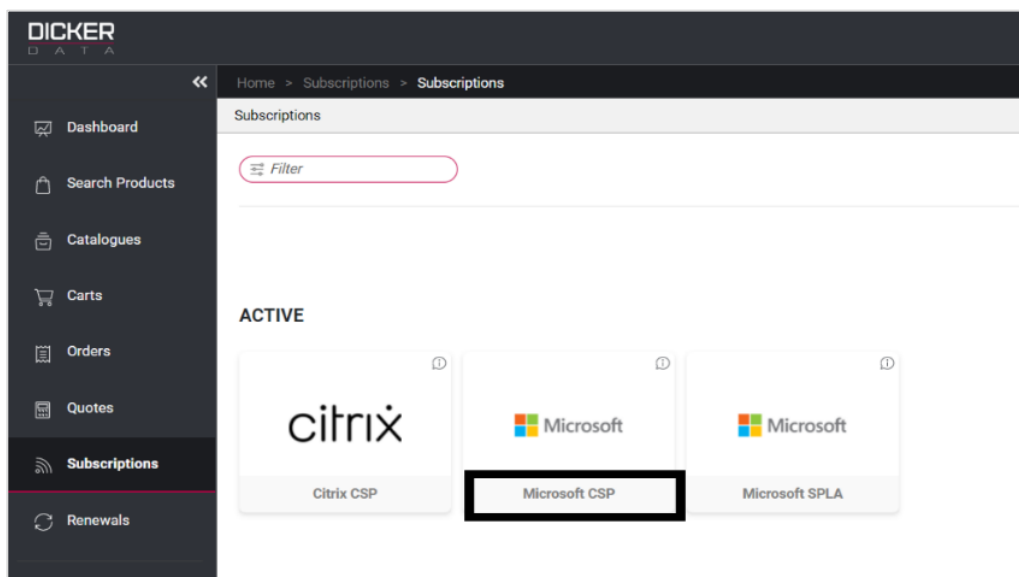 DICKER
DATA
Home > Subscriptions > Subscriptions
Subscriptions
Dashboard
Search Products
Catalogues
Carts
Orders
Quotes
Subscriptions
Renewals
Filter
ACTIVE
citrix
Microsoft
Microsoft
Citrix CSP
Microsoft CSP
Microsoft SPLA